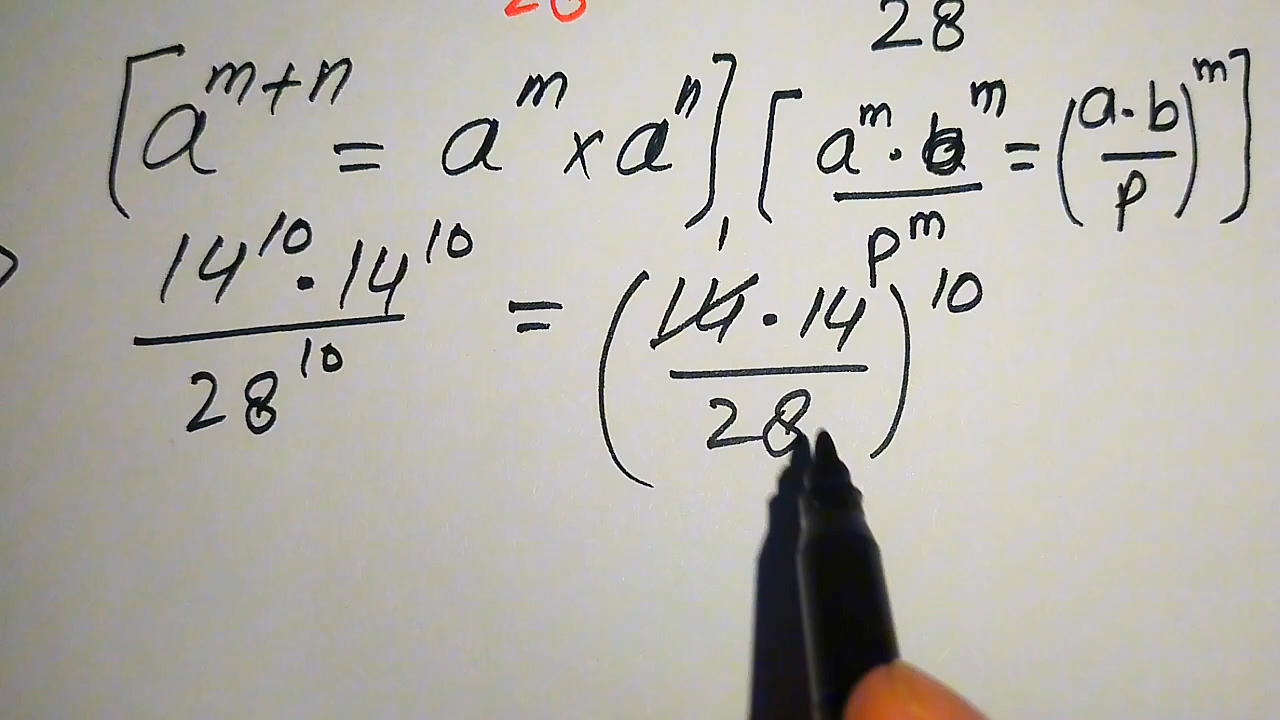 28
[a^{m+n} = a^m × a^n], [a^m · b^m / p^m = (a · b / p)^m]
14^{10} · 14^{10} / 28^{10} = (14 · 14 / 28)^{10}